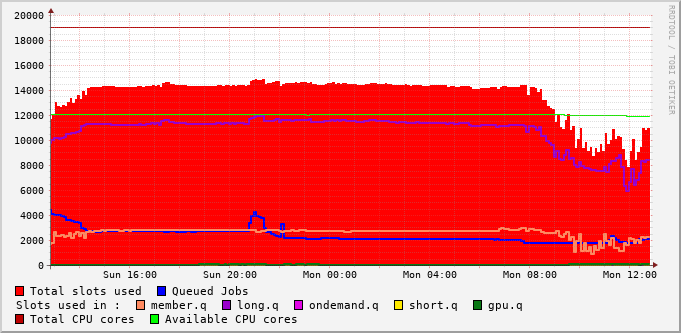 20000
18000
16000
14000
12000
10000
8000
6000
4000
2000
0
Sun 16:00 Sun 20:00 Mon 00:00 Mon 04:00 Mon 08:00 Mon 12:00
Total slots used Queued Jobs
Slots used in : member.q long.q ondemand.q short.q gpu.q
Total CPU cores Available CPU cores
RRDTOOL / TOBI OETIKER